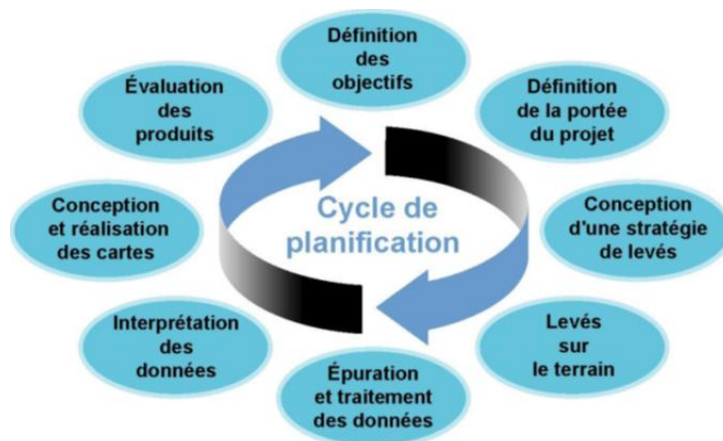 Définition
des
objectifs
Définition
de la portée
du projet
Conception
d'une stratégie
de levés
Levés
sur
le terrain
Épuration
et traitement
des données
Interprétation
des
données
Conception
et réalisation
des cartes
Évaluation
des
produits
Cycle de
planification